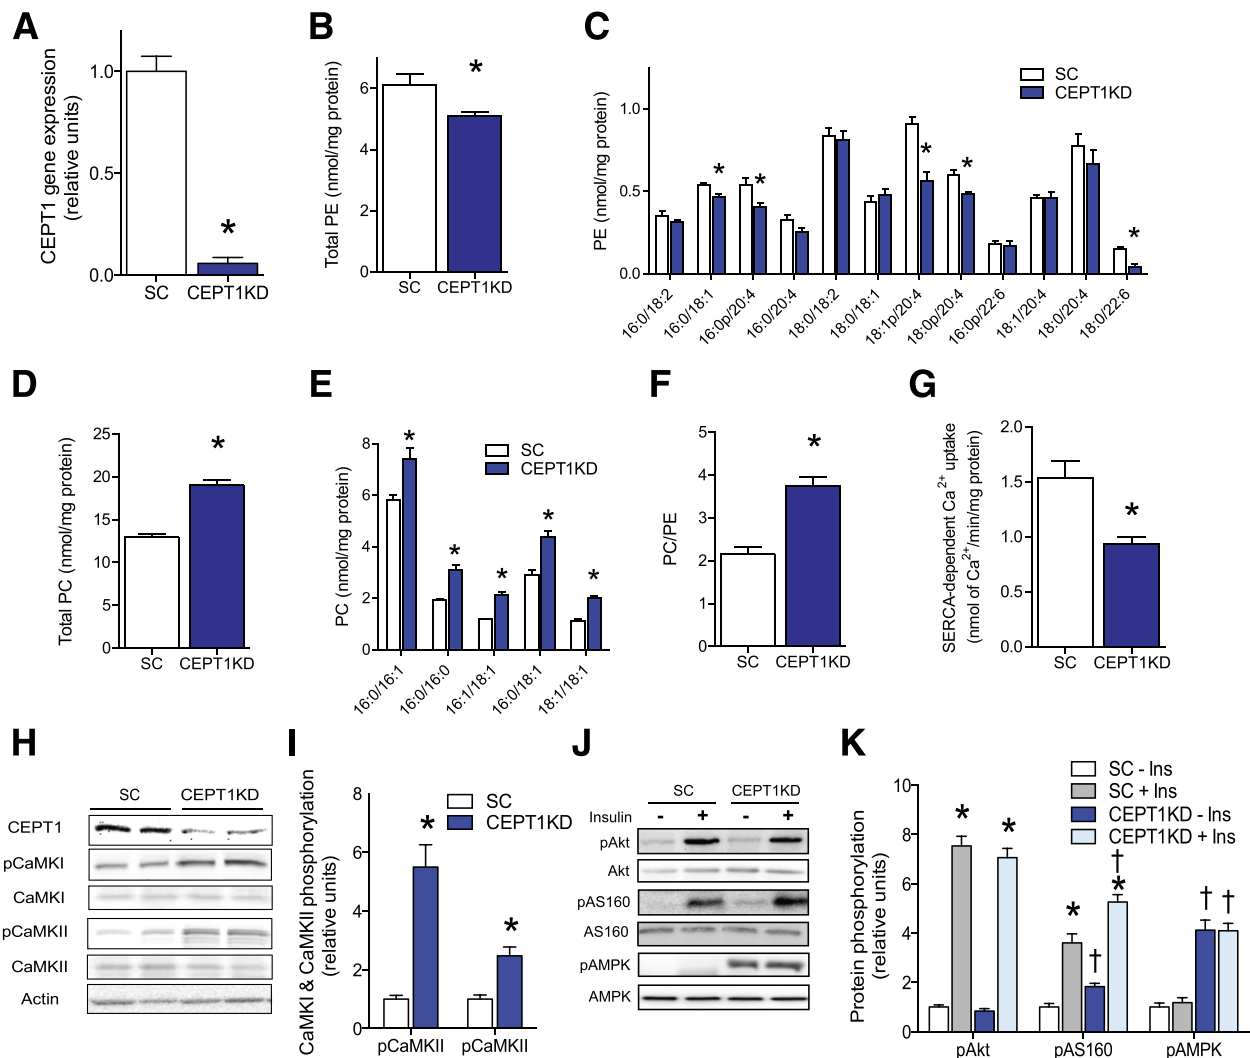 A
CEPT1 gene expression
(relative units)
1.0
0.5
0.0
*
SC
CEPT1KD
B
Total PE (nmol/mg protein)
6
4
2
0
*
SC
CEPT1KD
C
SC
CEPT1KD
PE (nmol/mg protein)
1.0
0.5
0.0
* * * * *
16:0/18:2
16:0/18:1
16:0p/20:4
16:0/20:4
18:0/18:2
18:0/18:1
18:1p/20:4
18:0p/20:4
16:0p/22:6
18:1/20:4
18:0/20:4
18:0/22:6
D
Total PC (nmol/mg protein)
25
20
15
10
5
0
*
SC
CEPT1KD
E
SC
CEPT1KD
PC (nmol/mg protein)
8
6
4
2
0
* * * * *
16:0/16:1
16:0/16:0
16:1/18:1
16:0/18:1
18:1/18:1
F
PC/PE
5
4
3
2
1
0
*
SC
CEPT1KD
G
SERCA-dependent Ca2+ uptake
(nmol of Ca2+/min/mg protein)
2.0
1.5
1.0
0.5
0.0
*
SC
CEPT1KD
H
SC
CEPT1KD
CEPT1
pCaMKI
CaMKI
pCaMKII
CaMKII
Actin
I
CaMKI & CaMKII phosphorylation
(relative units)
8
6
4
2
0
SC
CEPT1KD
* *
pCaMKII
pCaMKII
J
SC
CEPT1KD
Insulin - + - +
pAkt
Akt
pAS160
AS160
pAMPK
AMPK
K
SC - Ins
SC + Ins
CEPT1KD - Ins
CEPT1KD + Ins
Protein phosphorylation
(relative units)
10
8
6
4
2
0
* * * † † * † †
pAkt
pAS160
pAMPK